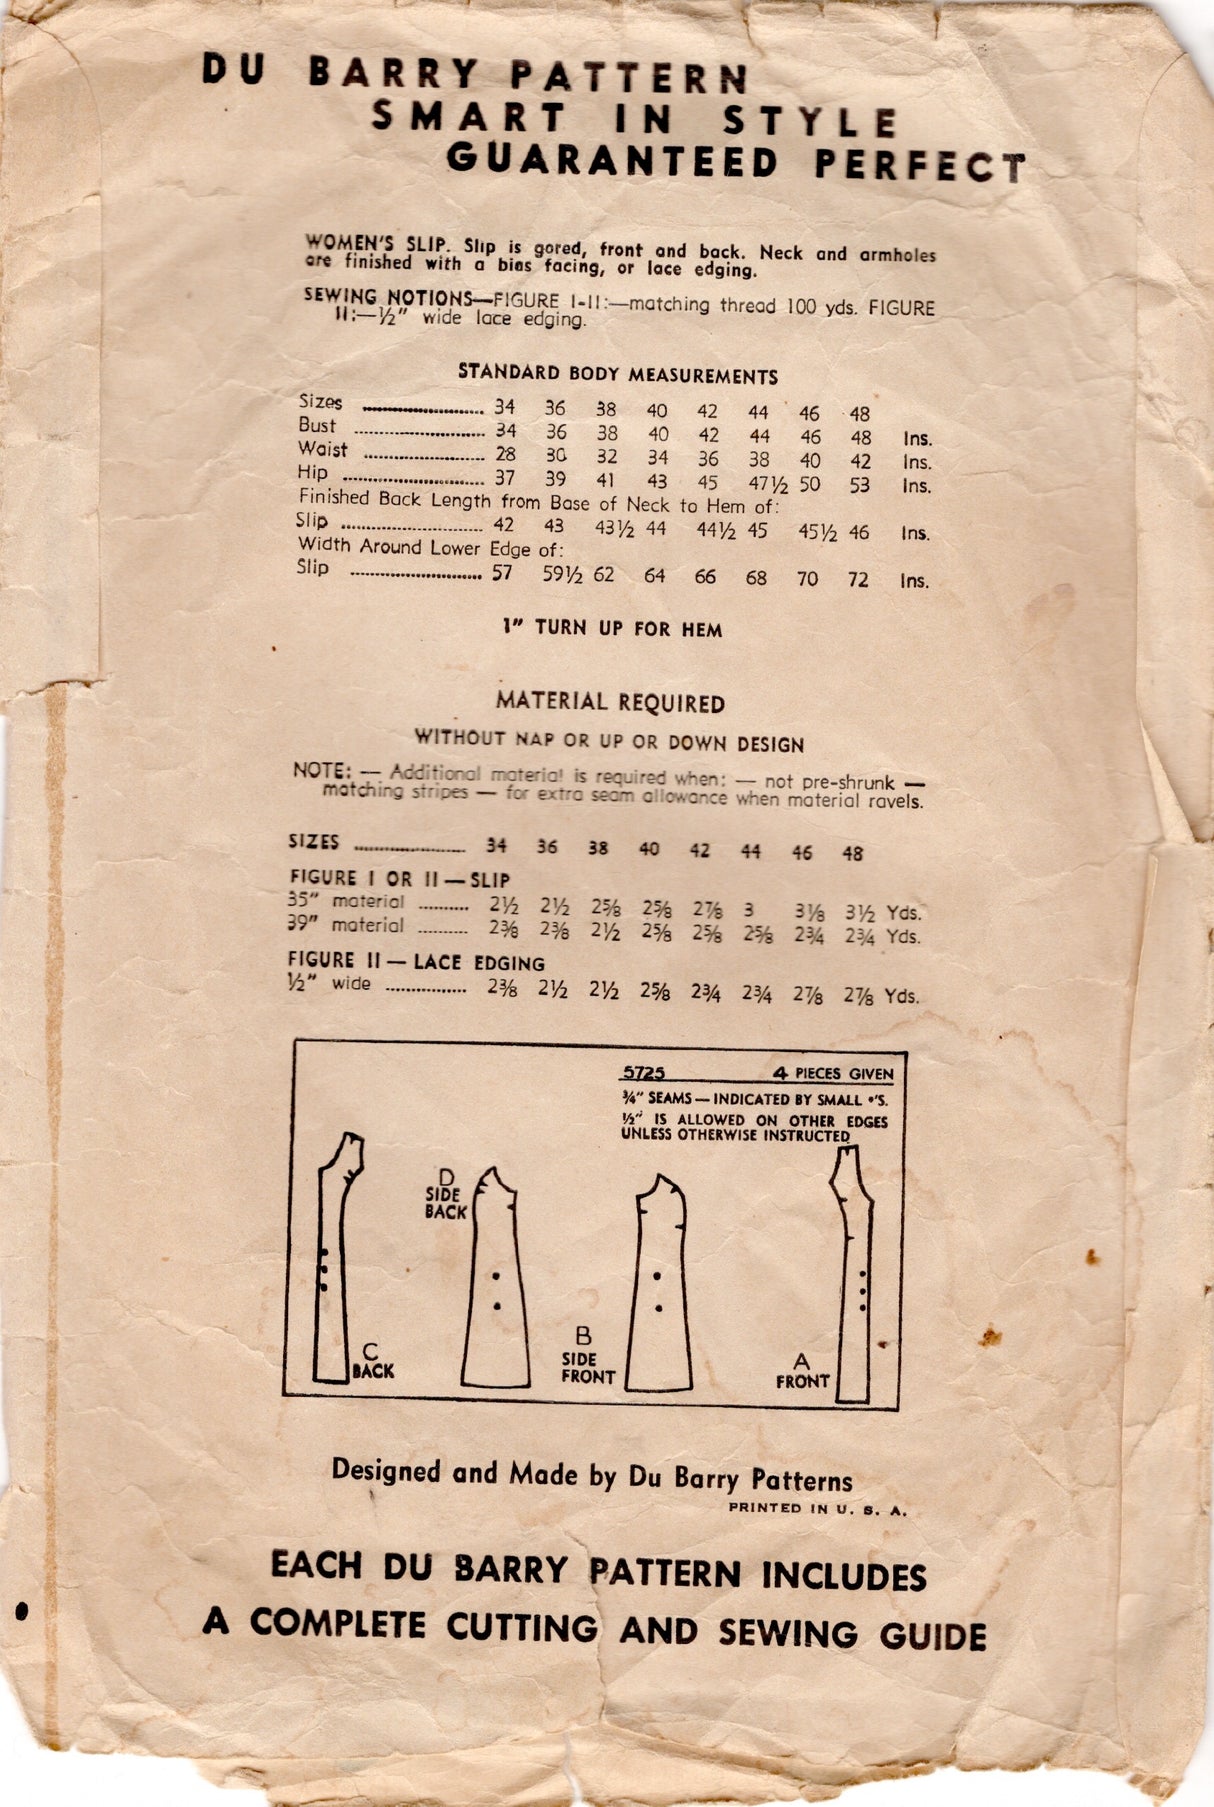 DU BARRY PATTERN
SMART IN STYLE
GUARANTEED PERFECT
WOMEN'S SLIP. Slip is gored, front and back. Neck and armholes
are finished with a bias facing, or lace edging.
SEWING NOTIONS—FIGURE I-II:—matching thread 100 yds. FIGURE
II:—½" wide lace edging.
STANDARD BODY MEASUREMENTS
Sizes ........................ 34 36 38 40 42 44 46 48
Bust ........................ 34 36 38 40 42 44 46 48 Ins.
Waist ........................ 28 30 32 34 36 38 40 42 Ins.
Hip ........................ 37 39 41 43 45 47½ 50 53 Ins.
Finished Back Length from Base of Neck to Hem of:
Slip ........................ 42 43 43½ 44 44½ 45 45½ 46 Ins.
Width Around Lower Edge of:
Slip ........................ 57 59½ 62 64 66 68 70 72 Ins.
1" TURN UP FOR HEM
MATERIAL REQUIRED
WITHOUT NAP OR UP OR DOWN DESIGN
NOTE: — Additional material is required when: — not pre-shrunk —
matching stripes — for extra seam allowance when material ravels.
SIZES ........................ 34 36 38 40 42 44 46 48
FIGURE I OR II — SLIP
35" material .......... 2½ 2½ 2⅝ 2⅝ 2⅞ 3 3⅛ 3½ Yds.
39" material .......... 2⅜ 2⅜ 2½ 2⅝ 2⅝ 2⅝ 2¾ 2¾ Yds.
FIGURE II — LACE EDGING
½" wide ................ 2⅜ 2½ 2½ 2⅝ 2¾ 2¾ 2⅞ 2⅞ Yds.
5725 4 PIECES GIVEN
¾" SEAMS — INDICATED BY SMALL •'S.
½" IS ALLOWED ON OTHER EDGES
UNLESS OTHERWISE INSTRUCTED
D
SIDE
BACK
C
BACK
B
SIDE
FRONT
A
FRONT
Designed and Made by Du Barry Patterns
PRINTED IN U. S. A.
EACH DU BARRY PATTERN INCLUDES
A COMPLETE CUTTING AND SEWING GUIDE